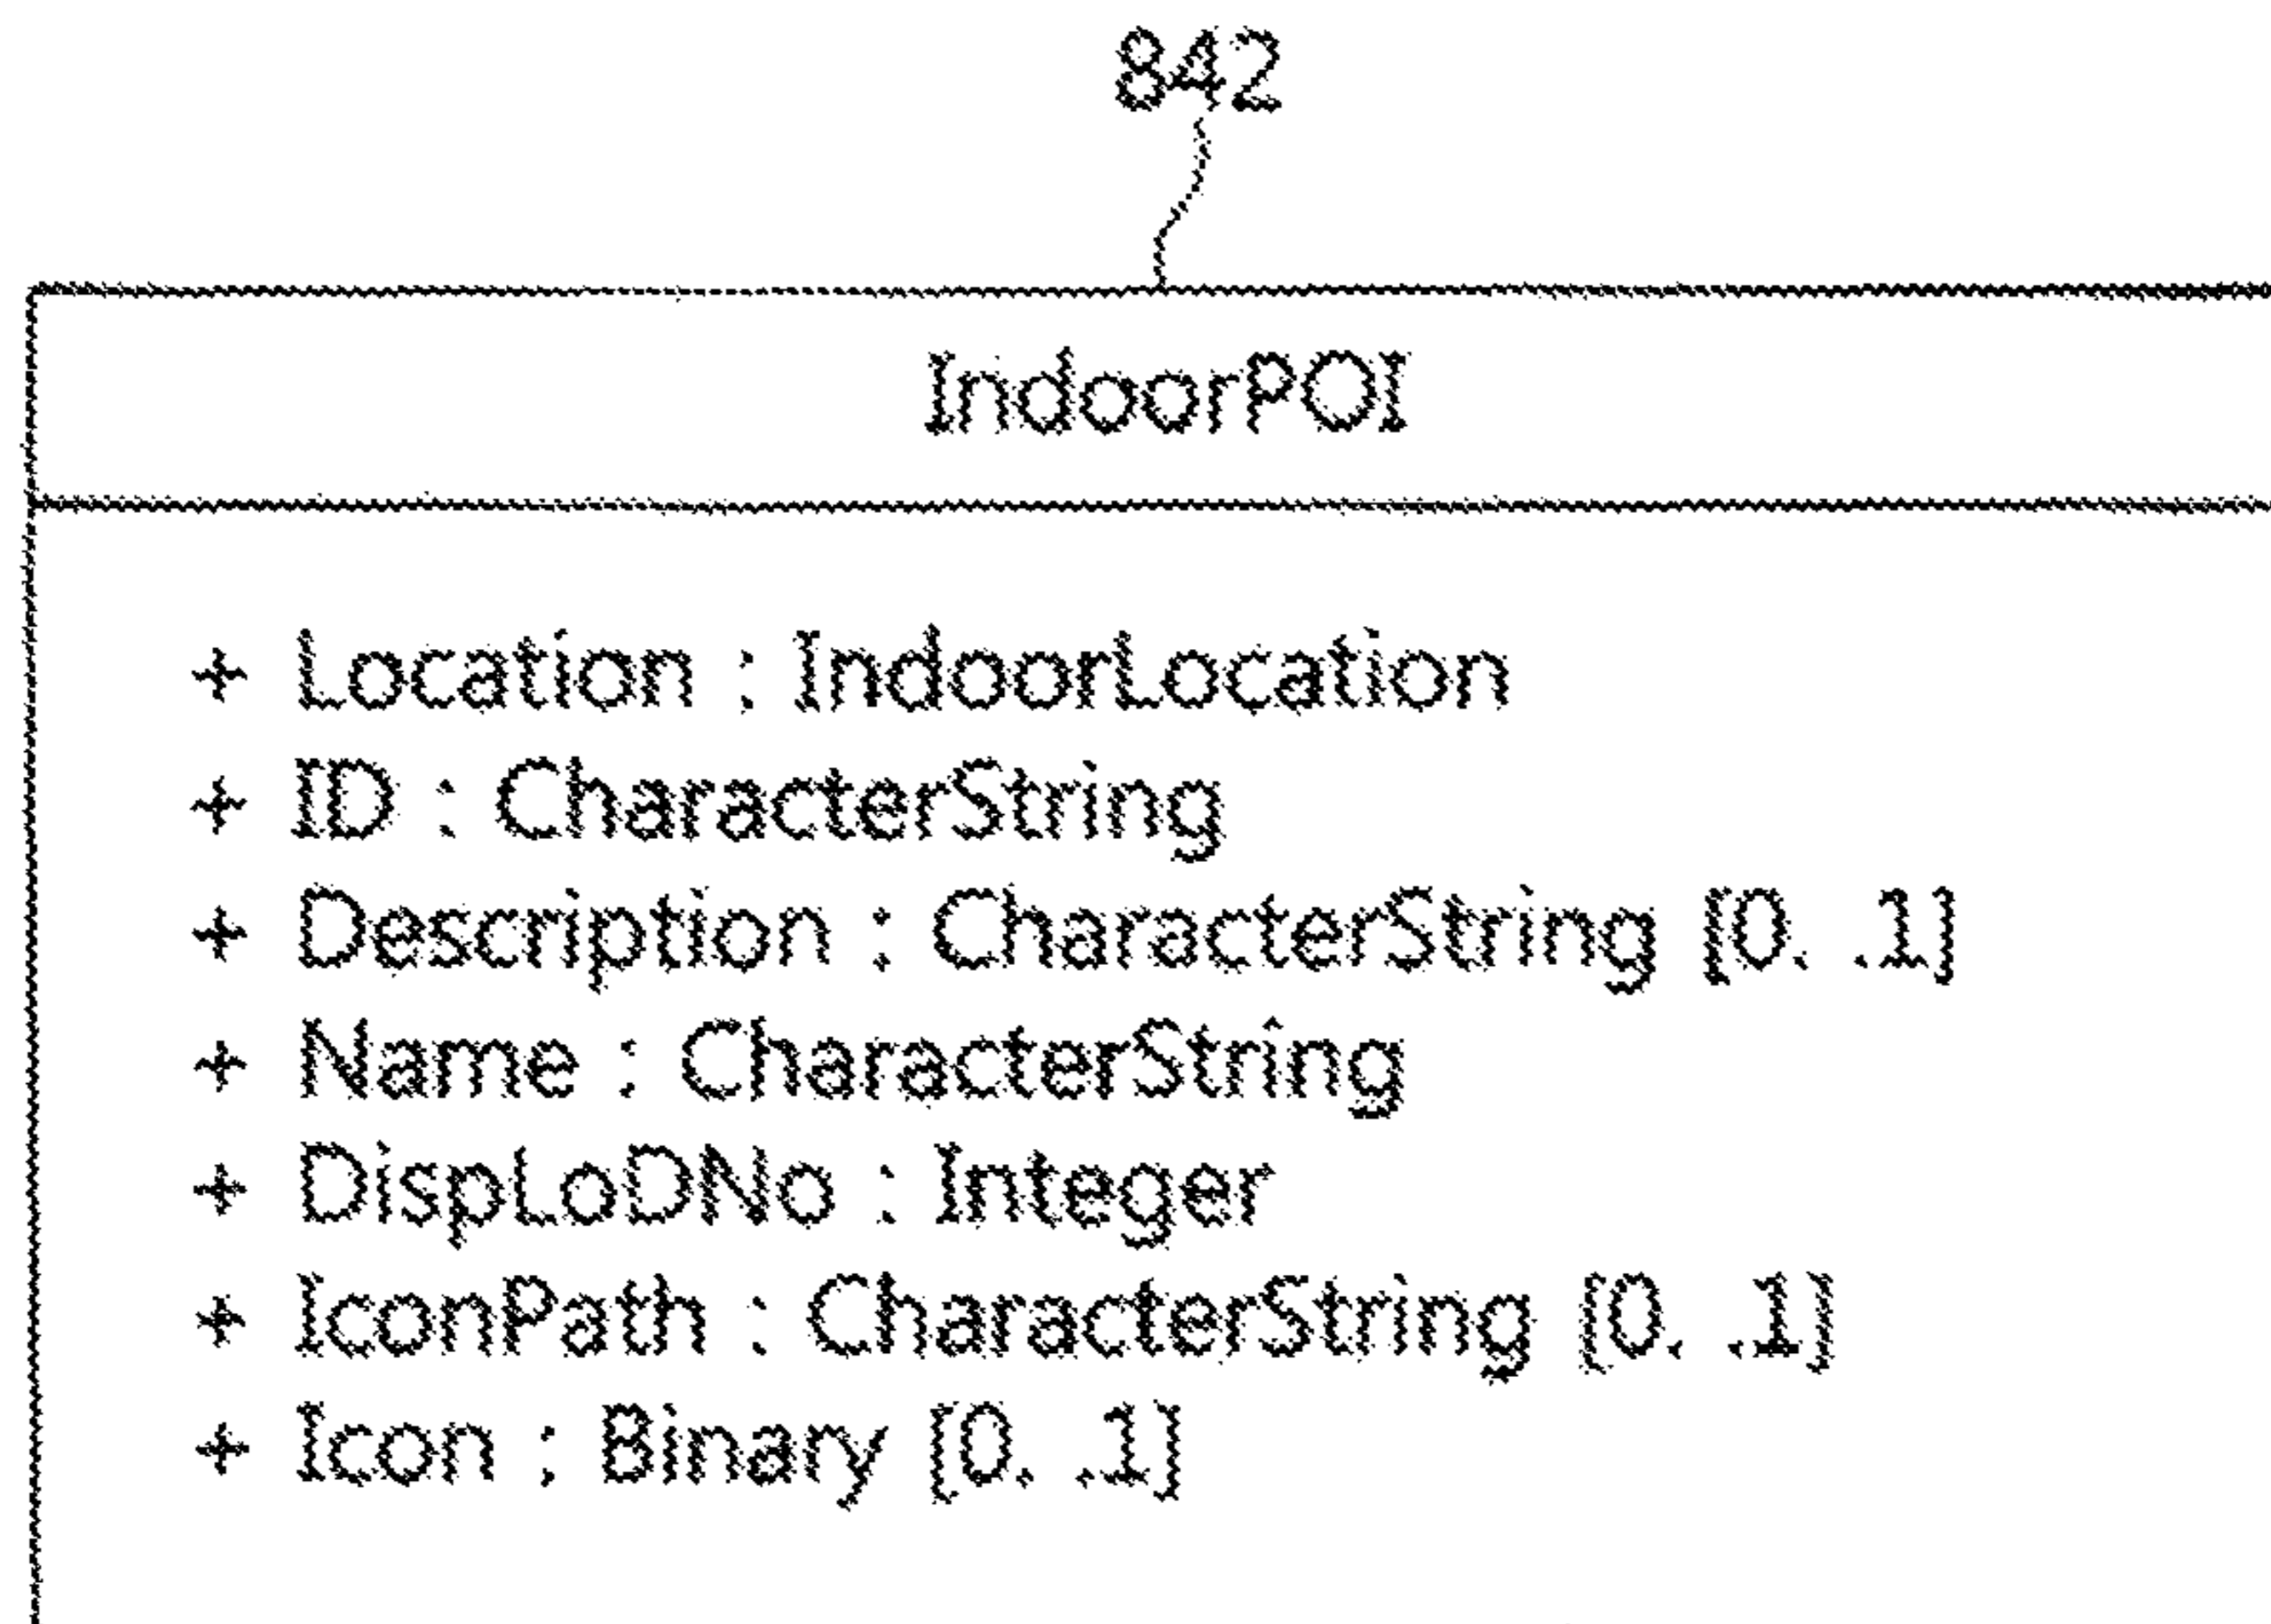 842
IndoorPOI
+ Location : IndoorLocation
+ ID : CharacterString
+ Description : CharacterString [0. .1]
+ Name : CharacterString
+ DispLoDNo : Integer
+ IconPath : CharacterString [0. .1]
+ Icon : Binary [0. .1]